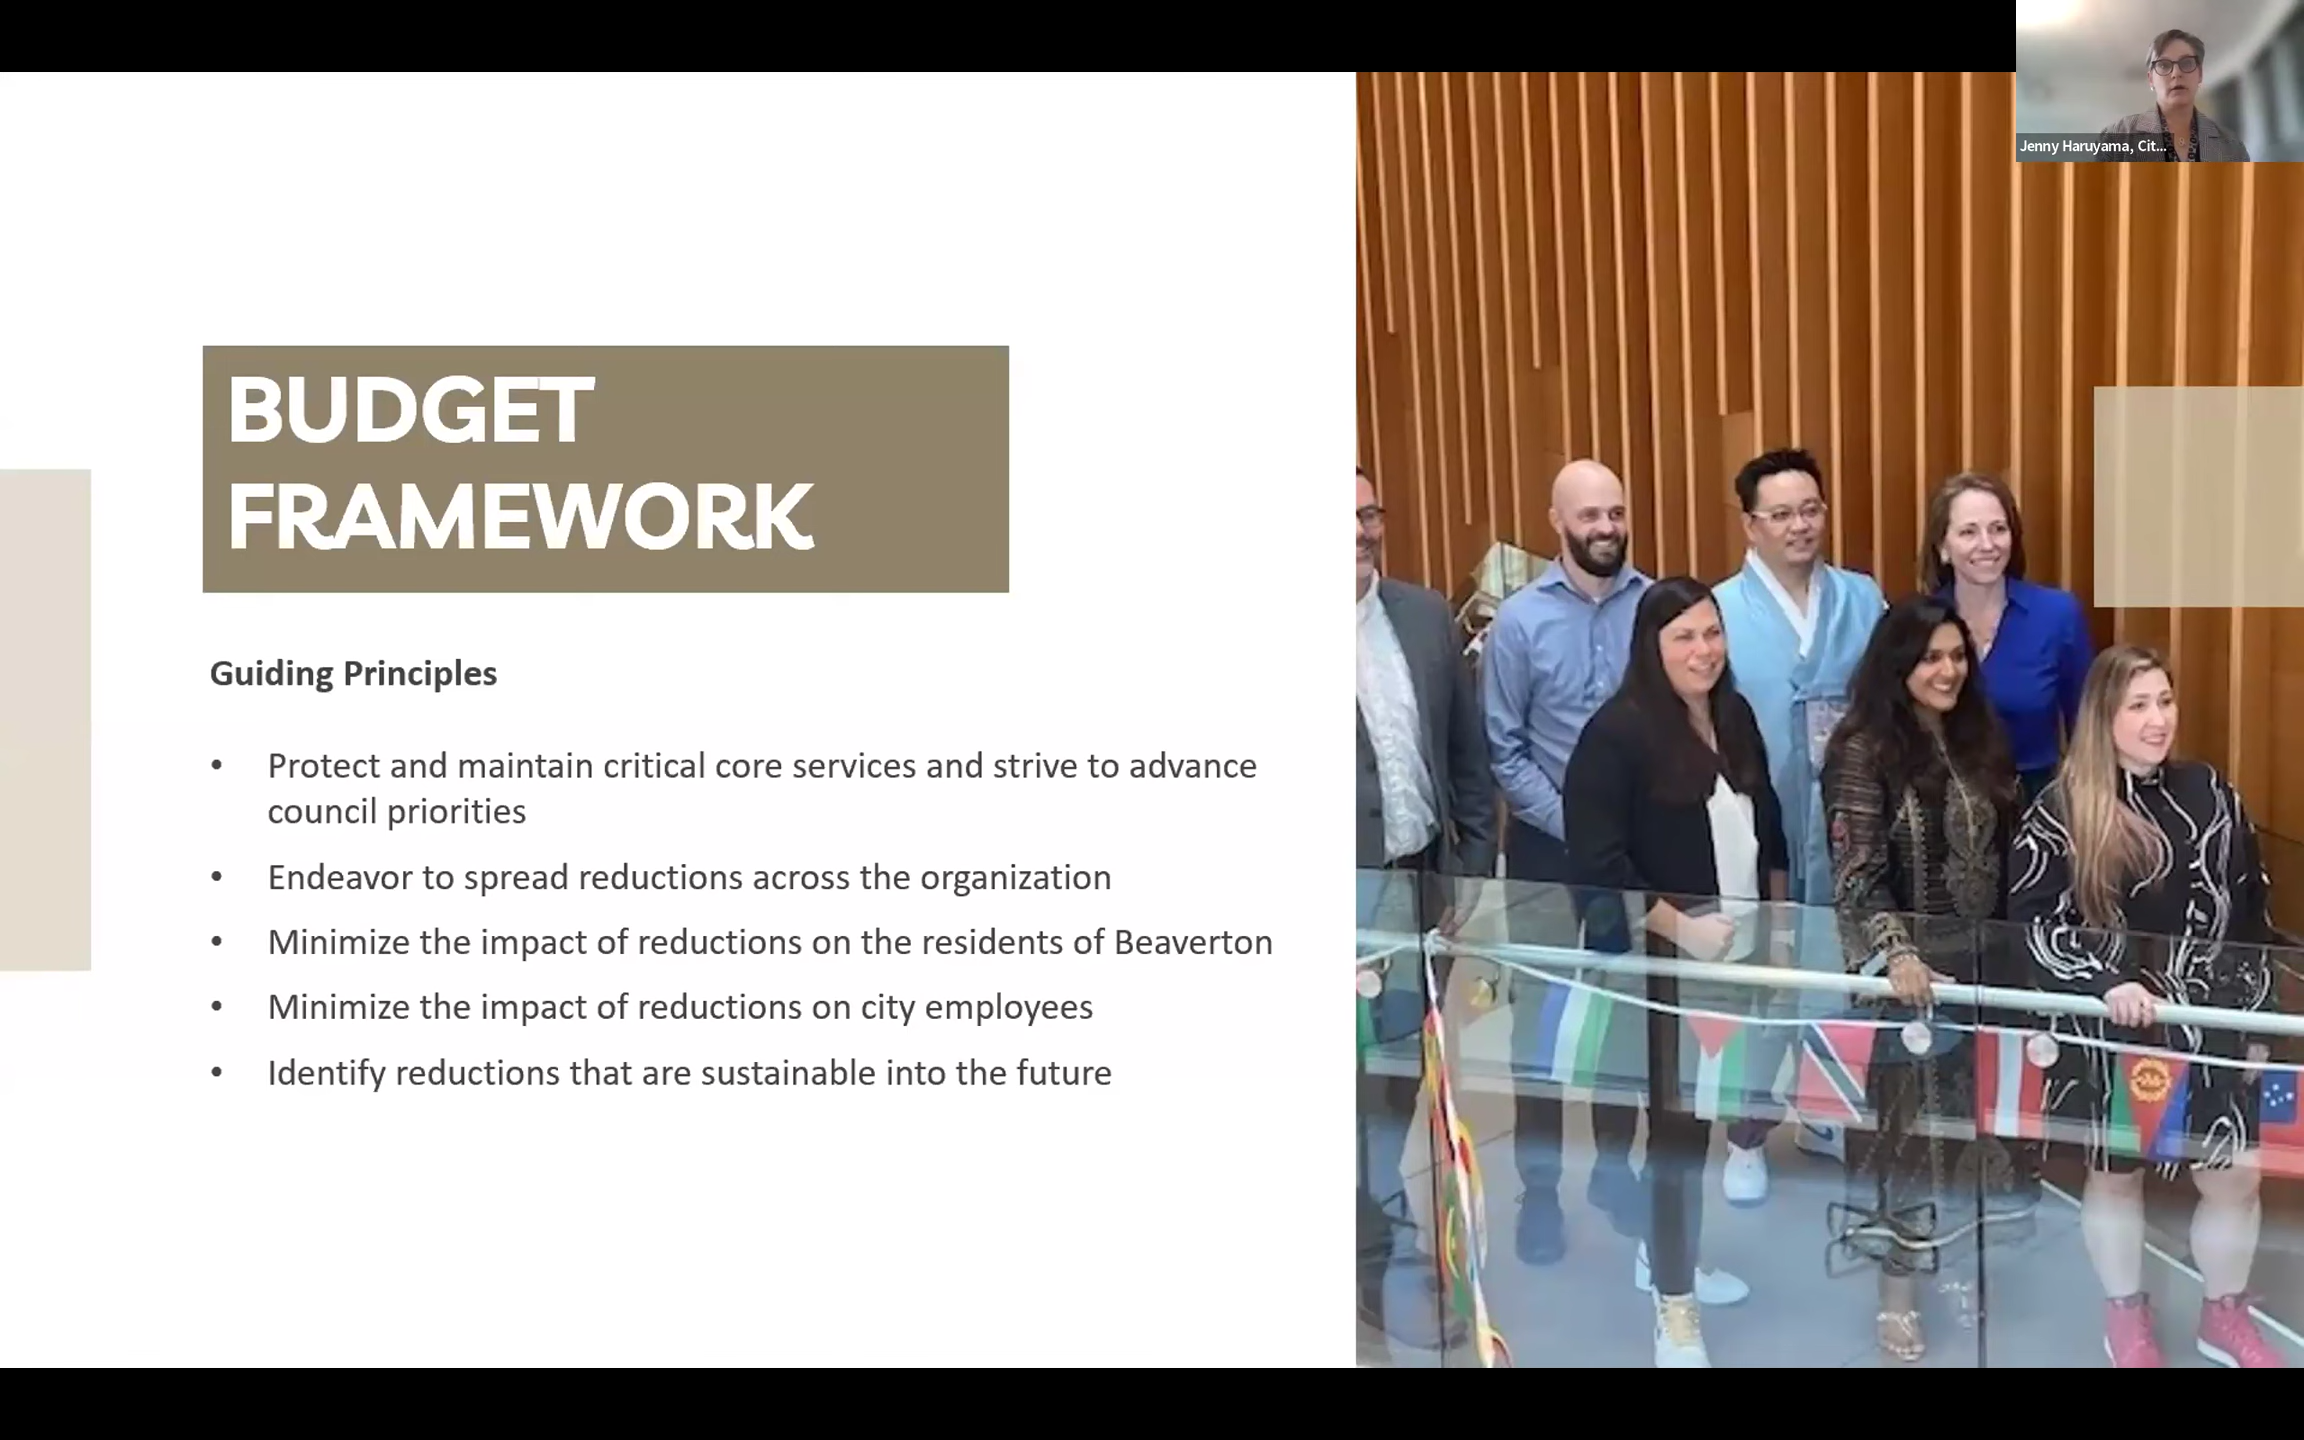 Jenny Haruyama, Cit...
BUDGET
FRAMEWORK
Guiding Principles
• Protect and maintain critical core services and strive to advance
council priorities
• Endeavor to spread reductions across the organization
• Minimize the impact of reductions on the residents of Beaverton
• Minimize the impact of reductions on city employees
• Identify reductions that are sustainable into the future